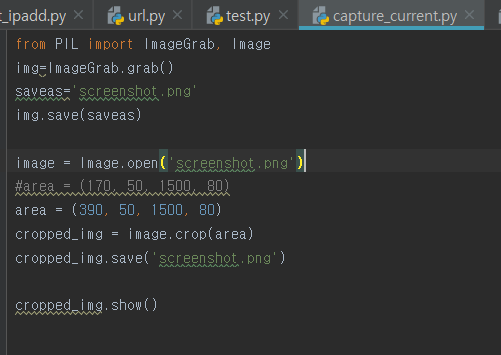 t_ipadd.py url.py test.py capture_current.py
from PIL import ImageGrab, Image
img=ImageGrab.grab()
saveas='screenshot.png'
img.save(saveas)
image = Image.open('screenshot.png')
#area = (170, 50, 1500, 80)
area = (390, 50, 1500, 80)
cropped_img = image.crop(area)
cropped_img.save('screenshot.png')
cropped_img.show()